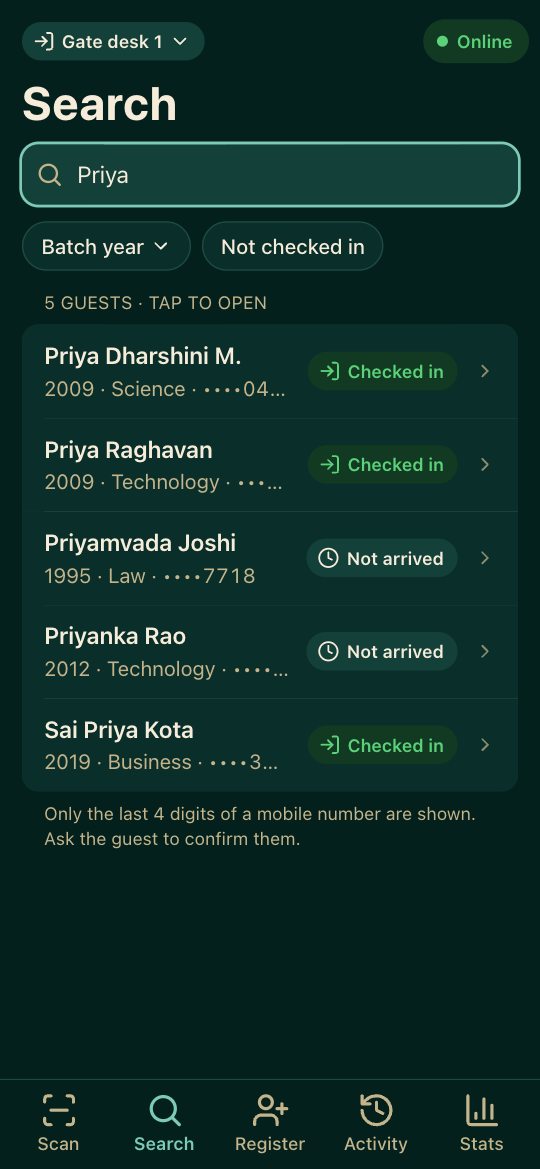 Gate desk 1
Online
Search
Priya
Batch year
Not checked in
5 GUESTS · TAP TO OPEN
Priya Dharshini M.
Checked in
2009 · Science · ••••04...
Priya Raghavan
Checked in
2009 · Technology · •••...
Priyamvada Joshi
Not arrived
1995 · Law · ••••7718
Priyanka Rao
Not arrived
2012 · Technology · ••••...
Sai Priya Kota
Checked in
2019 · Business · ••••3...
Only the last 4 digits of a mobile number are shown.
Ask the guest to confirm them.
Scan
Search
Register
Activity
Stats